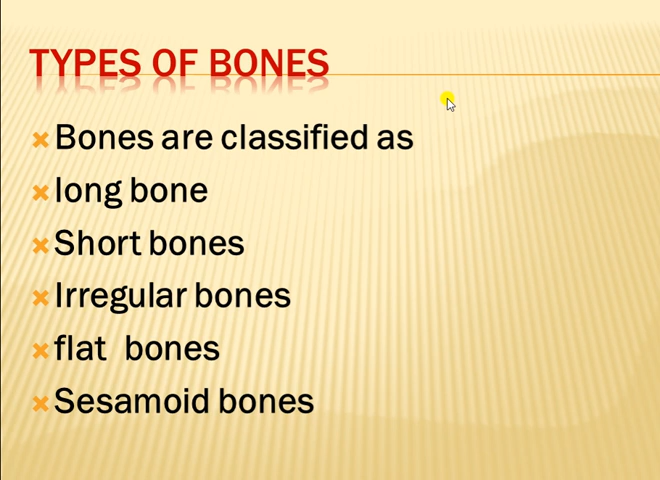 TYPES OF BONES
Bones are classified as
long bone
Short bones
Irregular bones
flat bones
Sesamoid bones